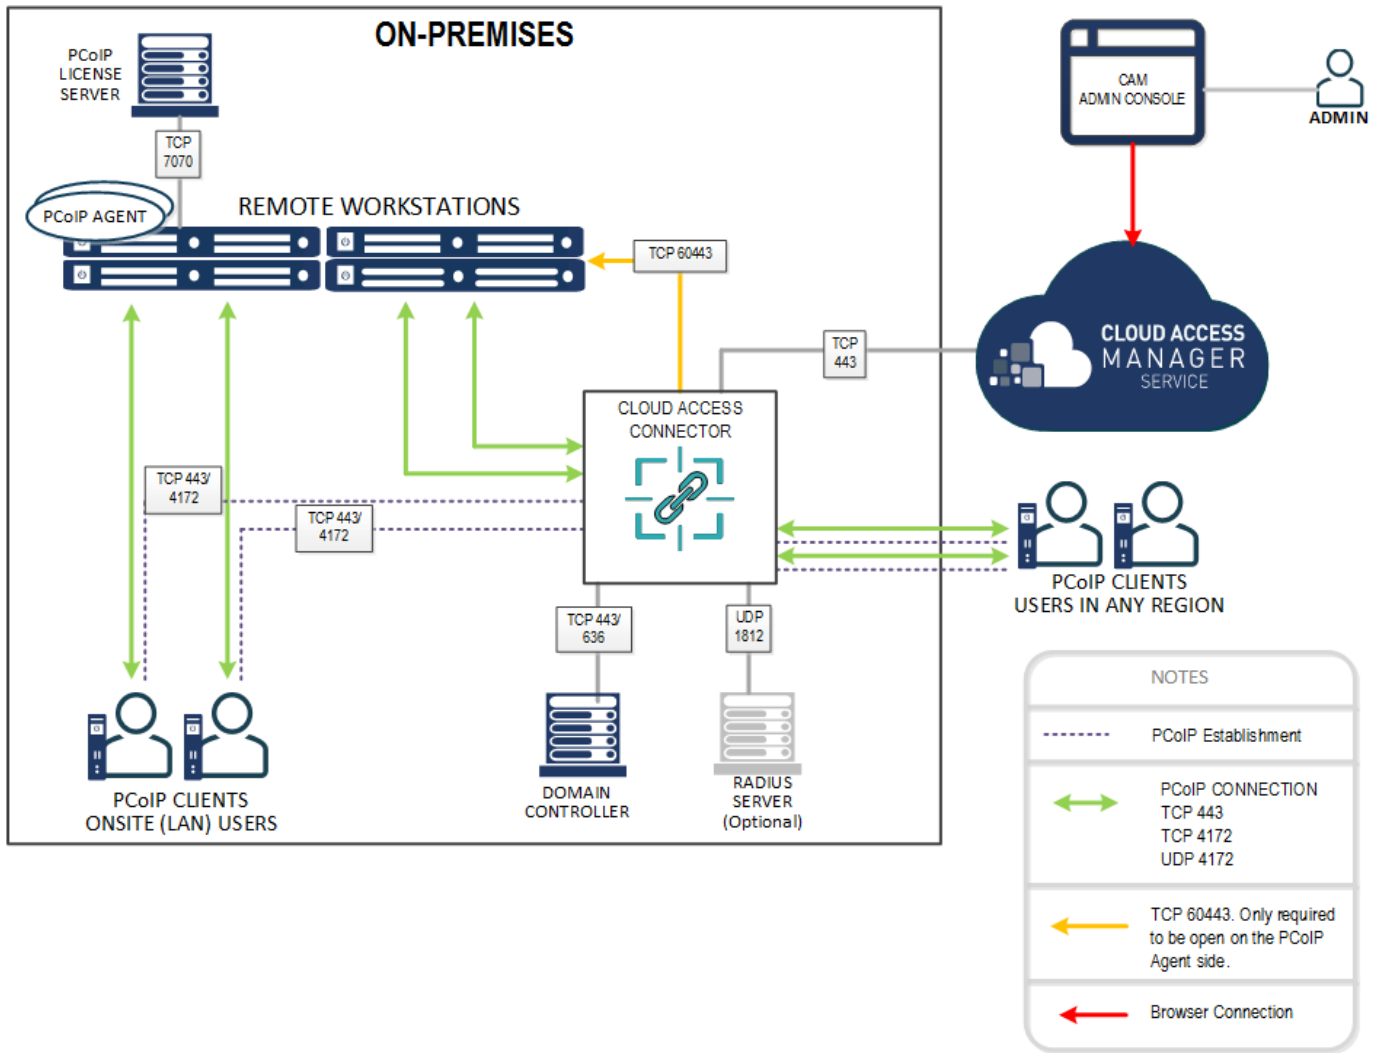 ON-PREMISES
PCoIP
LICENSE
SERVER
TCP
7070
PCoIP AGENT
REMOTE WORKSTATIONS
TCP 60443
CAM
ADMIN CONSOLE
ADMIN
TCP
443
CLOUD ACCESS
MANAGER
SERVICE
CLOUD ACCESS
CONNECTOR
TCP 443/
4172
TCP 443/
4172
PCoIP CLIENTS
USERS IN ANY REGION
TCP 443/
636
UDP
1812
PCoIP CLIENTS
ONSITE (LAN) USERS
DOMAIN
CONTROLLER
RADIUS
SERVER
(Optional)
NOTES
PCoIP Establishment
PCoIP CONNECTION
TCP 443
TCP 4172
UDP 4172
TCP 60443. Only required
to be open on the PCoIP
Agent side.
Browser Connection